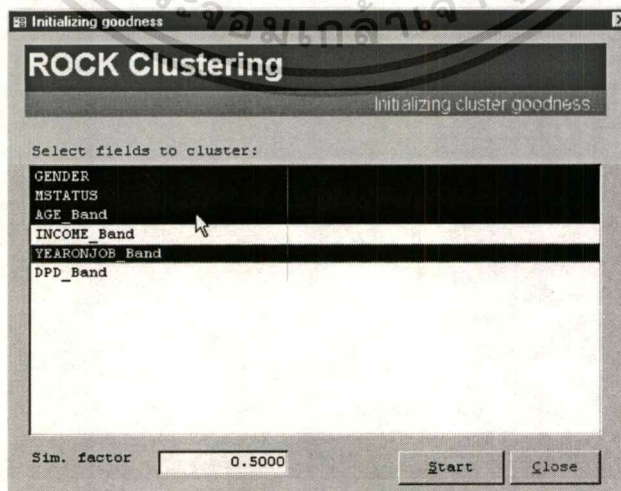 Initializing goodness
ROCK Clustering
Initializing cluster goodness...
Select fields to cluster:
GENDER
MSTATUS
AGE_Band
INCOME_Band
YEARONJOB_Band
DPD_Band
Sim. factor
0.5000
Start
Close